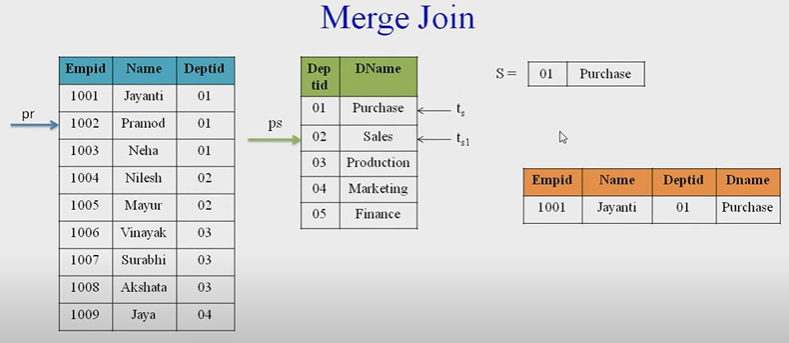 Merge Join
pr
Empid Name Deptid
1001 Jayanti 01
1002 Pramod 01
1003 Neha 01
1004 Nilesh 02
1005 Mayur 02
1006 Vinayak 03
1007 Surabhi 03
1008 Akshata 03
1009 Jaya 04
ps
Dep
tid DName
01 Purchase
02 Sales
03 Production
04 Marketing
05 Finance
ts
ts1
S = 01 Purchase
Empid Name Deptid Dname
1001 Jayanti 01 Purchase